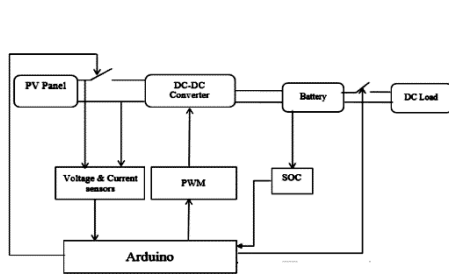 PV Panel
DC-DC
Converter
Battery
DC Load
Voltage & Current
sensors
PWM
SOC
Arduino